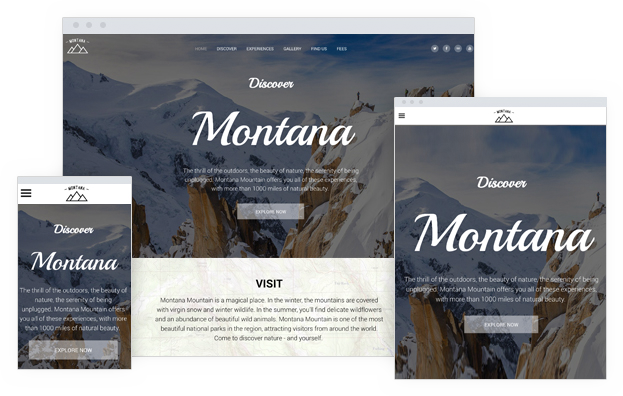 MONTANA
HOME DISCOVER EXPERIENCES GALLERY FIND US FEES
Discover
Montana
The thrill of the outdoors, the beauty of nature, the serenity of being
unplugged. Montana Mountain offers you all of these experiences,
with more than 1000 miles of natural beauty.
EXPLORE NOW
VISIT
Montana Mountain is a magical place. In the winter, the mountains are covered
with virgin snow and winter wildlife. In the summer, you'll find delicate wildflowers
and an abundance of beautiful wild animals. Montana Mountain is one of the most
beautiful national parks in the region, attracting visitors from around the world.
Come to discover nature - and yourself.
MONTANA
Discover
Montana
The thrill of the outdoors, the beauty of
nature, the serenity of being
unplugged. Montana Mountain offers
you all of these experiences, with more
than 1000 miles of natural beauty.
EXPLORE NOW
MONTANA
Discover
Montana
The thrill of the outdoors, the beauty of nature, the serenity of being
unplugged. Montana Mountain offers you all of these experiences,
with more than 1000 miles of natural beauty.
EXPLORE NOW